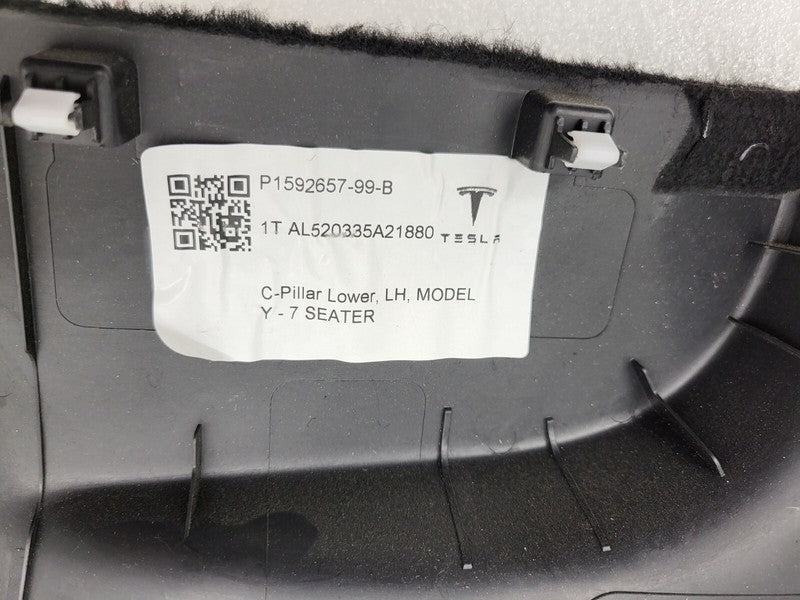 P1592657-99-B
1T AL520335A21880
TESLA
C-Pillar Lower, LH, MODEL
Y - 7 SEATER